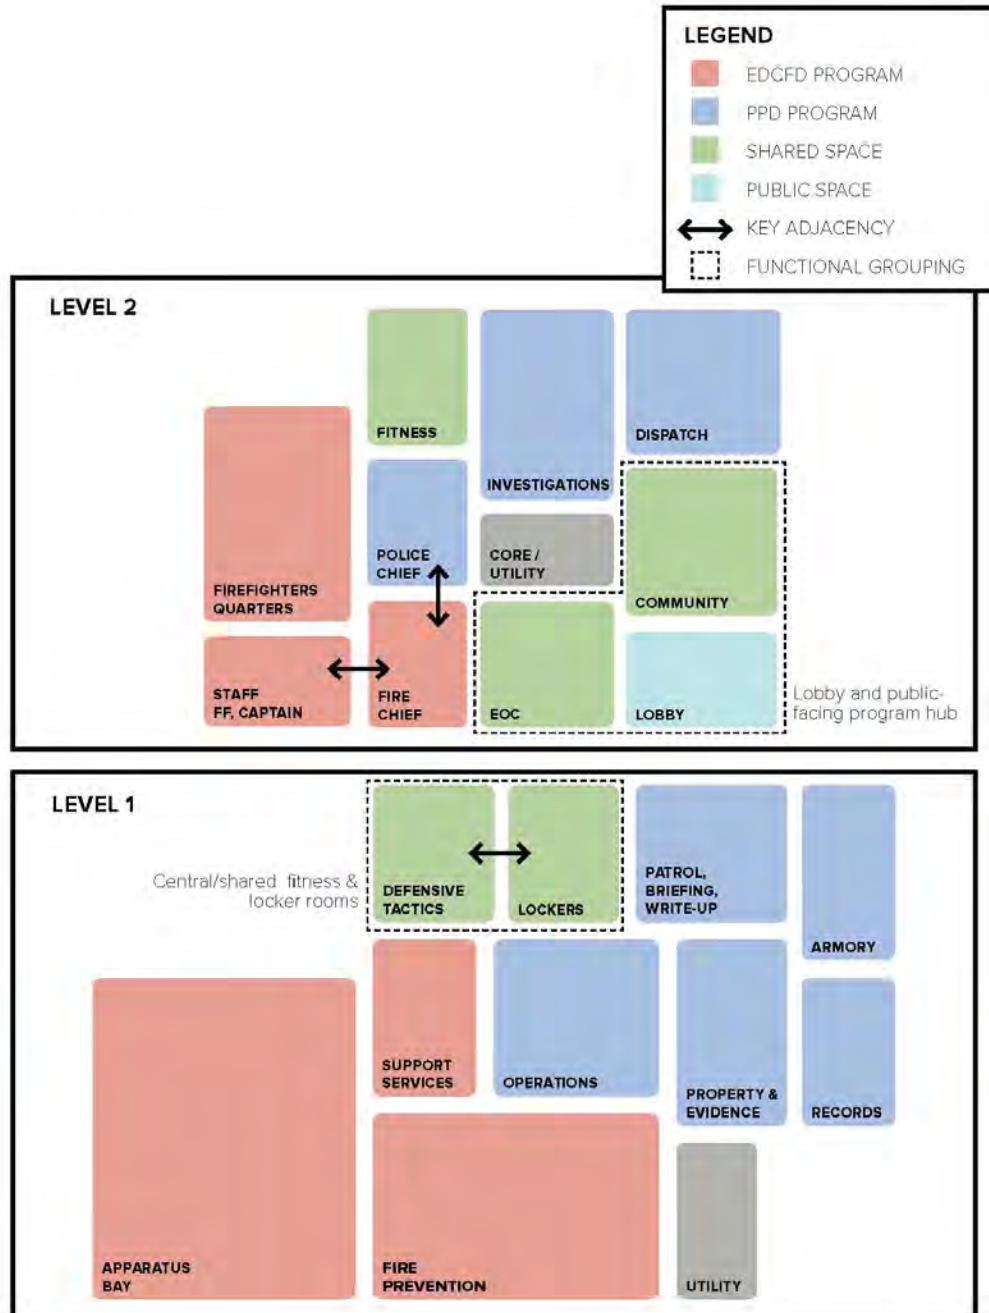 LEGEND
EDCFD PROGRAM
PPD PROGRAM
SHARED SPACE
PUBLIC SPACE
KEY ADJACENCY
FUNCTIONAL GROUPING
LEVEL 2
FITNESS
INVESTIGATIONS
DISPATCH
FIREFIGHTERS
QUARTERS
POLICE
CHIEF
CORE /
UTILITY
COMMUNITY
STAFF
FF, CAPTAIN
FIRE
CHIEF
EOC
LOBBY
Lobby and public-
facing program hub
LEVEL 1
Central/shared fitness &
locker rooms
DEFENSIVE
TACTICS
LOCKERS
PATROL,
BRIEFING,
WRITE-UP
ARMORY
SUPPORT
SERVICES
OPERATIONS
PROPERTY &
EVIDENCE
RECORDS
APPARATUS
BAY
FIRE
PREVENTION
UTILITY